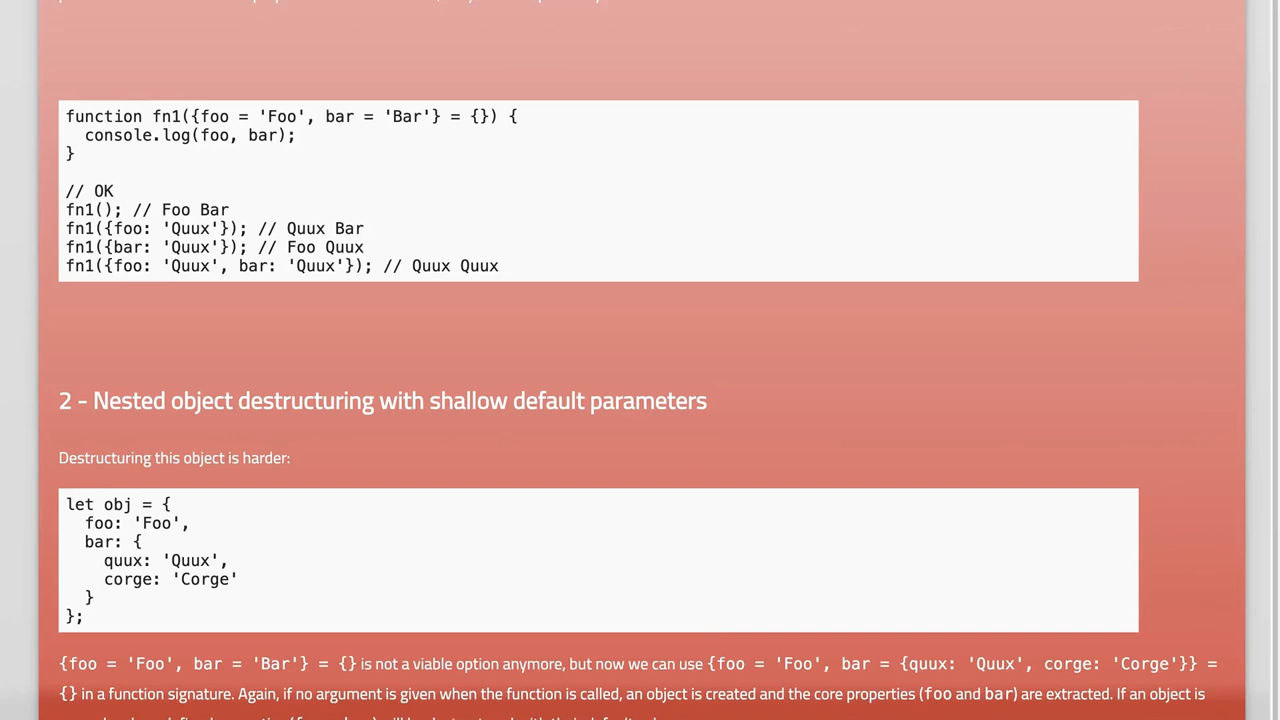 function fn1({foo = 'Foo', bar = 'Bar'} = {}) {
  console.log(foo, bar);
}
// OK
fn1(); // Foo Bar
fn1({foo: 'Quux'}); // Quux Bar
fn1({bar: 'Quux'}); // Foo Quux
fn1({foo: 'Quux', bar: 'Quux'}); // Quux Quux
2 - Nested object destructuring with shallow default parameters
Destructuring this object is harder:
let obj = {
  foo: 'Foo',
  bar: {
    quux: 'Quux',
    corge: 'Corge'
  }
};
{foo = 'Foo', bar = 'Bar'} = {} is not a viable option anymore, but now we can use {foo = 'Foo', bar = {quux: 'Quux', corge: 'Corge'}} =
{} in a function signature. Again, if no argument is given when the function is called, an object is created and the core properties (foo and bar) are extracted. If an object is